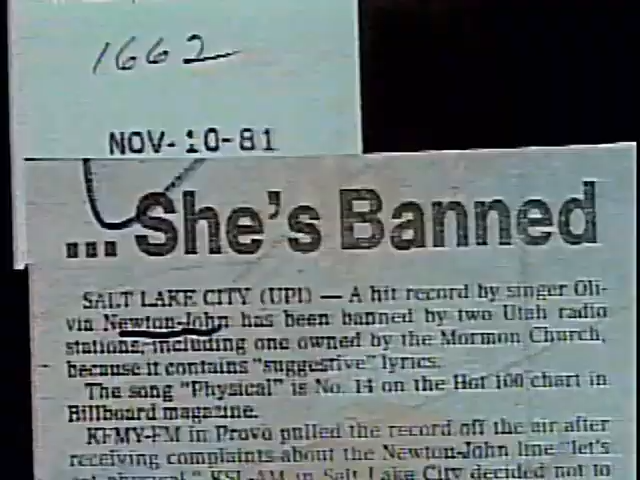 1662
NOV-10-81
... She's Banned
SALT LAKE CITY (UPI) — A hit record by singer Oli-
via Newton-John has been banned by two Utah radio
stations, including one owned by the Mormon Church,
because it contains "suggestive" lyrics.
The song "Physical" is No. 14 on the Hot 100 chart in
Billboard magazine.
KFMY-FM in Provo pulled the record off the air after
receiving complaints about the Newton-John line "let's
get physical." KSL-AM in Salt Lake City decided not to